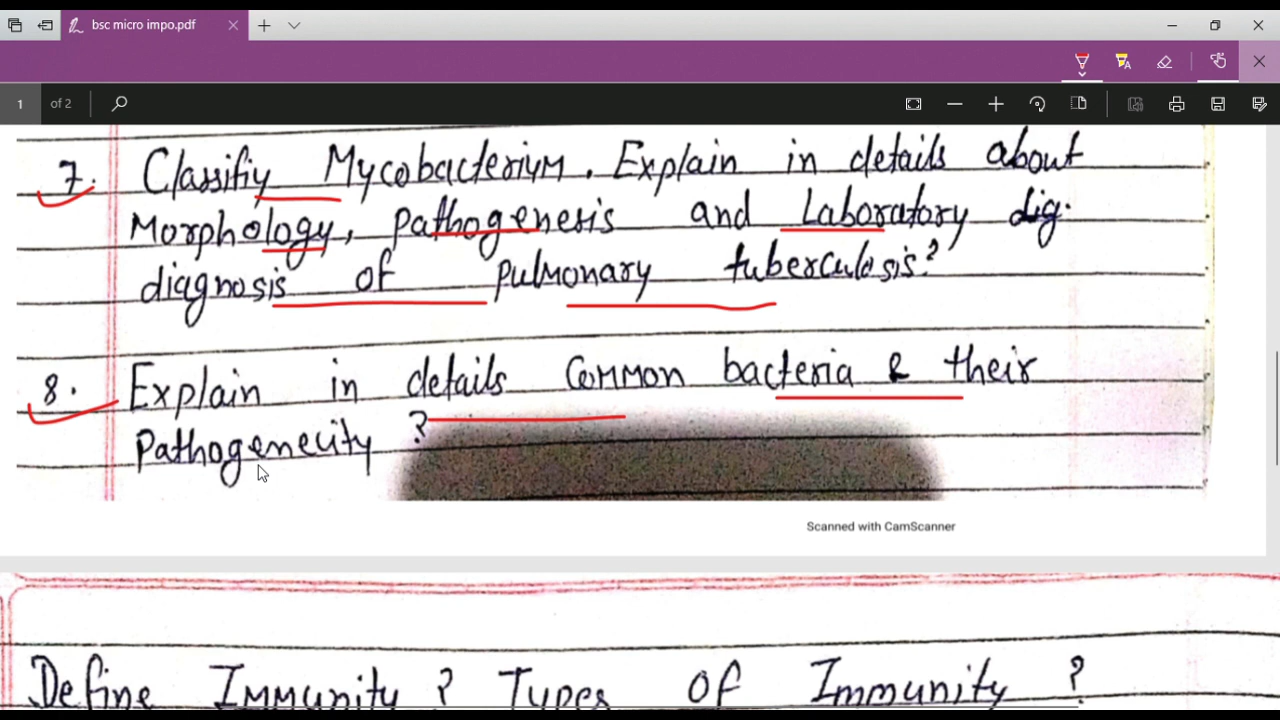 bsc micro impo.pdf
1 of 2
7. Classifiy Mycobacterium. Explain in details about
Morphology, pathogenesis and Laboratory dig.
diagnosis of pulmonary tuberculosis?
8. Explain in details Common bacteria & their
Pathogenecity ?
Scanned with CamScanner
Define Immunity ? Types of Immunity ?